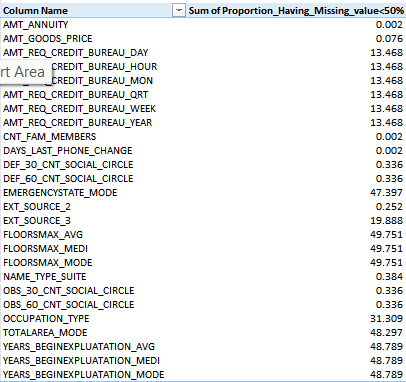 Column Name Sum of Proportion_Having_Missing_value<50%
AMT_ANNUITY 0.002
AMT_GOODS_PRICE 0.076
AMT_REQ_CREDIT_BUREAU_DAY 13.468
_CREDIT_BUREAU_HOUR 13.468
rt Area _CREDIT_BUREAU_MON 13.468
AMT_REQ_CREDIT_BUREAU_QRT 13.468
AMT_REQ_CREDIT_BUREAU_WEEK 13.468
AMT_REQ_CREDIT_BUREAU_YEAR 13.468
CNT_FAM_MEMBERS 0.002
DAYS_LAST_PHONE_CHANGE 0.002
DEF_30_CNT_SOCIAL_CIRCLE 0.336
DEF_60_CNT_SOCIAL_CIRCLE 0.336
EMERGENCYSTATE_MODE 47.397
EXT_SOURCE_2 0.252
EXT_SOURCE_3 19.888
FLOORSMAX_AVG 49.751
FLOORSMAX_MEDI 49.751
FLOORSMAX_MODE 49.751
NAME_TYPE_SUITE 0.384
OBS_30_CNT_SOCIAL_CIRCLE 0.336
OBS_60_CNT_SOCIAL_CIRCLE 0.336
OCCUPATION_TYPE 31.309
TOTALAREA_MODE 48.297
YEARS_BEGINEXPLUATATION_AVG 48.789
YEARS_BEGINEXPLUATATION_MEDI 48.789
YEARS_BEGINEXPLUATATION_MODE 48.789